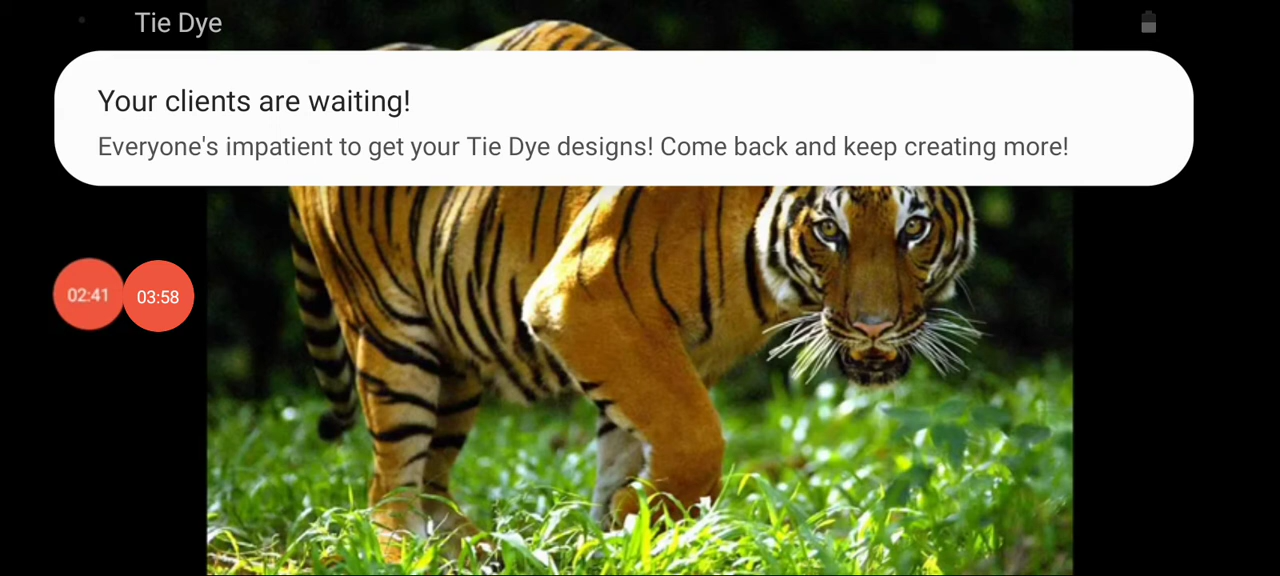 Tie Dye
Your clients are waiting!
Everyone's impatient to get your Tie Dye designs! Come back and keep creating more!
02:41
03:58